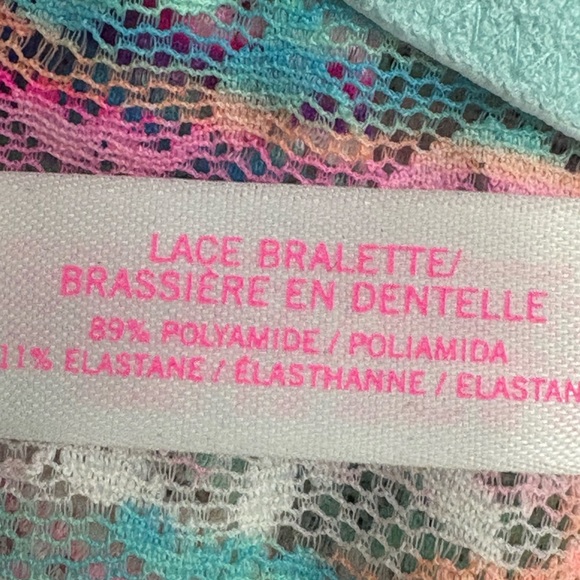 LACE BRALETTE/
BRASSIÈRE EN DENTELLE
89% POLYAMIDE / POLIAMIDA
11% ELASTANE / ÉLASTHANNE / ELASTAN